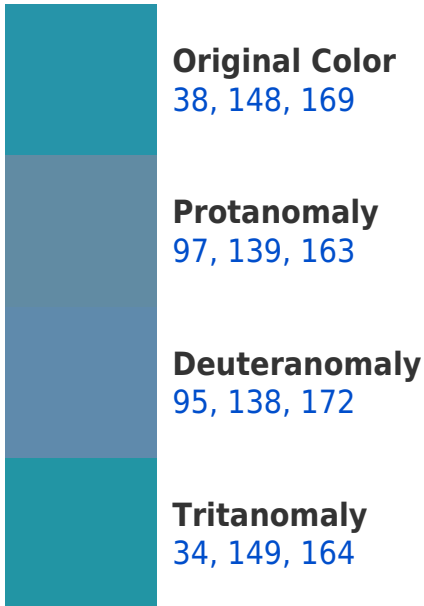 Original Color
38, 148, 169
Protanomaly
97, 139, 163
Deuteranomaly
95, 138, 172
Tritanomaly
34, 149, 164